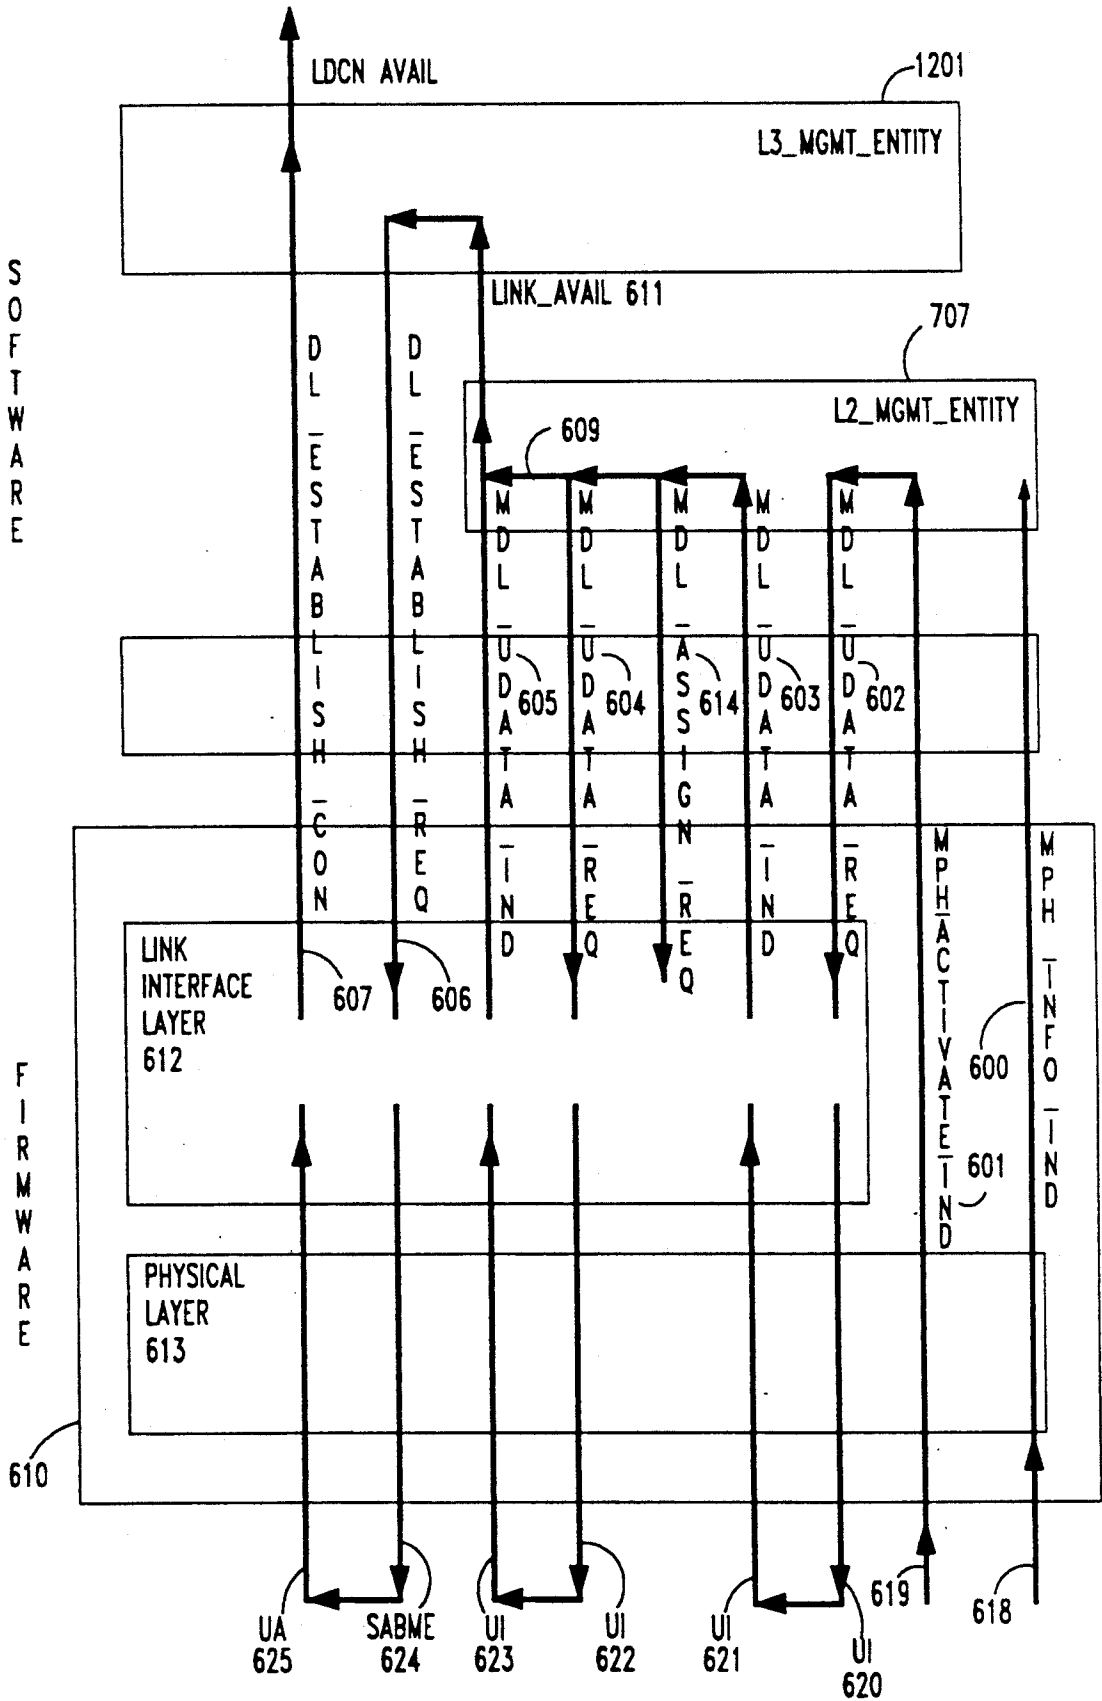 LDCN AVAIL
1201
L3_MGMT_ENTITY
SOFTWARE
LINK_AVAIL 611
707
L2_MGMT_ENTITY
609
DL_ESTABLISH_CON
DL_ESTABLISH_REQ
MDL_UDATA_IND
MDL_UDATA_REQ
MDL_ASSIGN_REQ
MDL_UDATA_IND
MDL_UDATA_REQ
605
604
614
603
602
MPH_ACTIVATE_IND
MPH_INFO_IND
LINK
INTERFACE
LAYER
612
607
606
600
601
FIRMWARE
PHYSICAL
LAYER
613
610
619
618
UA
625
SABME
624
UI
623
UI
622
UI
621
UI
620